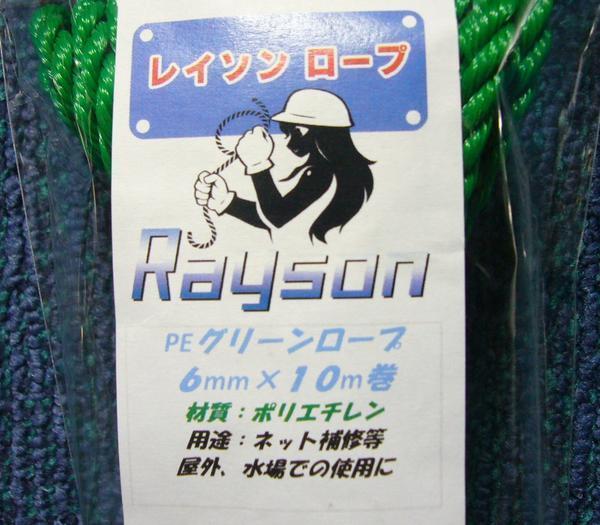 レイソン ロープ
Rayson
PEグリーンロープ
6mm×10m巻
材質：ポリエチレン
用途：ネット補修等
屋外、水場での使用に